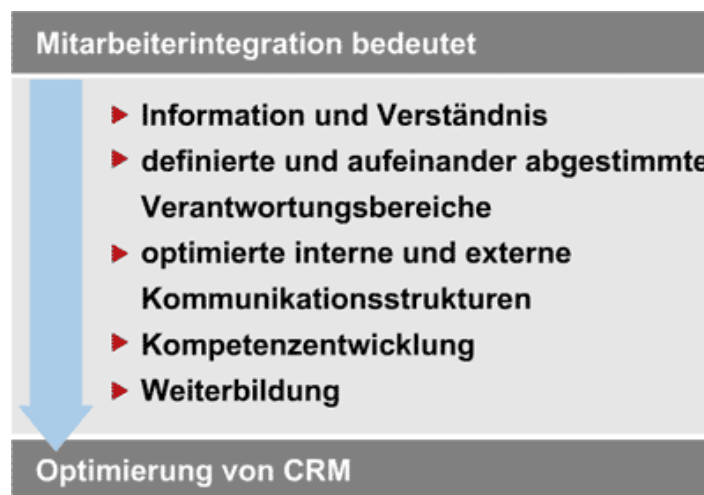 Mitarbeiterintegration bedeutet
Information und Verständnis
definierte und aufeinander abgestimmte
Verantwortungsbereiche
optimierte interne und externe
Kommunikationsstrukturen
Kompetenzentwicklung
Weiterbildung
Optimierung von CRM